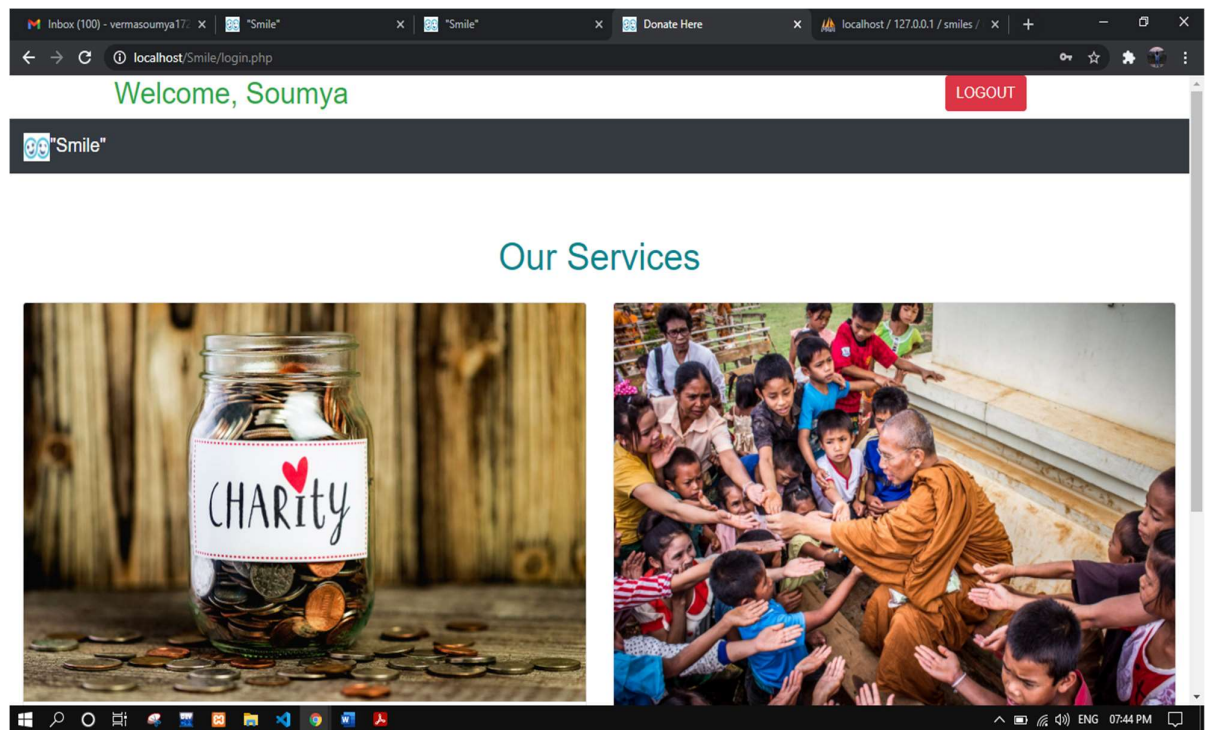 Inbox (100) - vermasoumya172
"Smile"
"Smile"
Donate Here
localhost / 127.0.0.1 / smiles /
localhost/Smile/login.php
Welcome, Soumya
LOGOUT
"Smile"
Our Services
CHARITY
ENG 07:44 PM